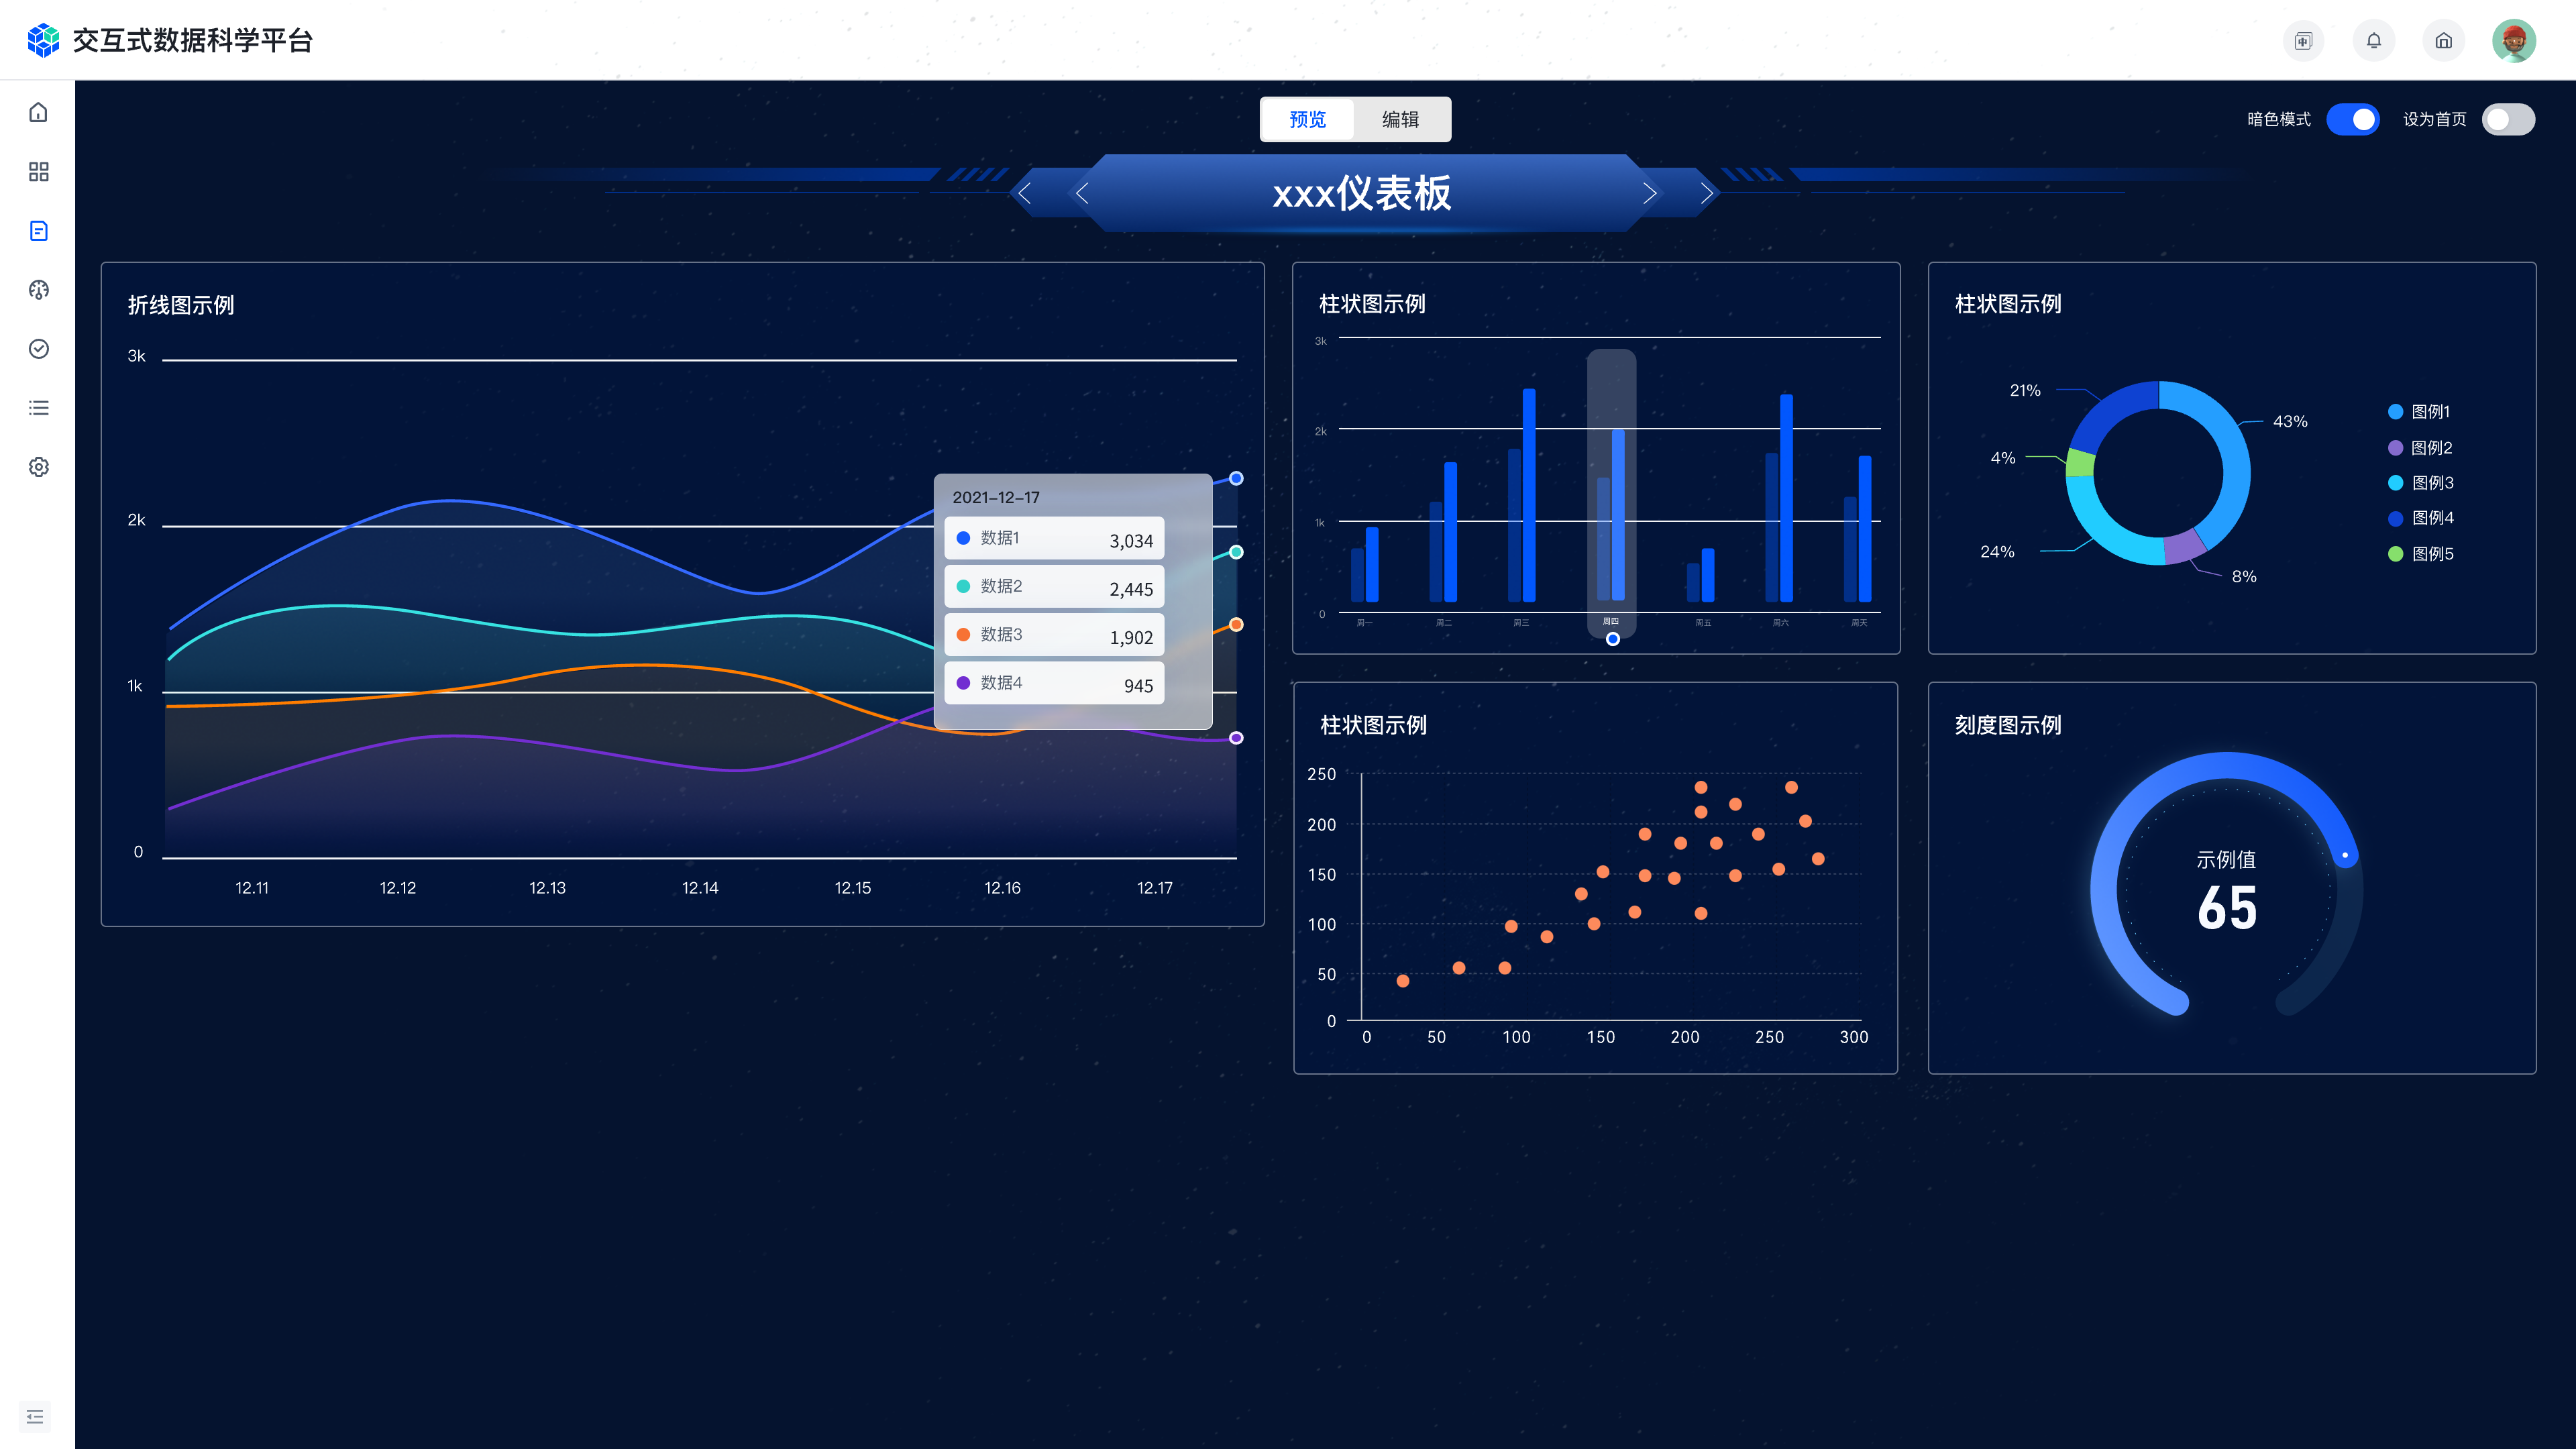 交互式数据科学平台
中
预览 编辑
暗色模式 设为首页
xxx仪表板
折线图示例
3k
2k
1k
0
12.11 12.12 12.13 12.14 12.15 12.16 12.17
2021-12-17
数据1 3,034
数据2 2,445
数据3 1,902
数据4 945
柱状图示例
3k
2k
1k
0
周一 周二 周三 周四 周五 周六 周天
柱状图示例
21%
43%
4%
24%
8%
图例1
图例2
图例3
图例4
图例5
柱状图示例
250
200
150
100
50
0
0 50 100 150 200 250 300
刻度图示例
示例值
65